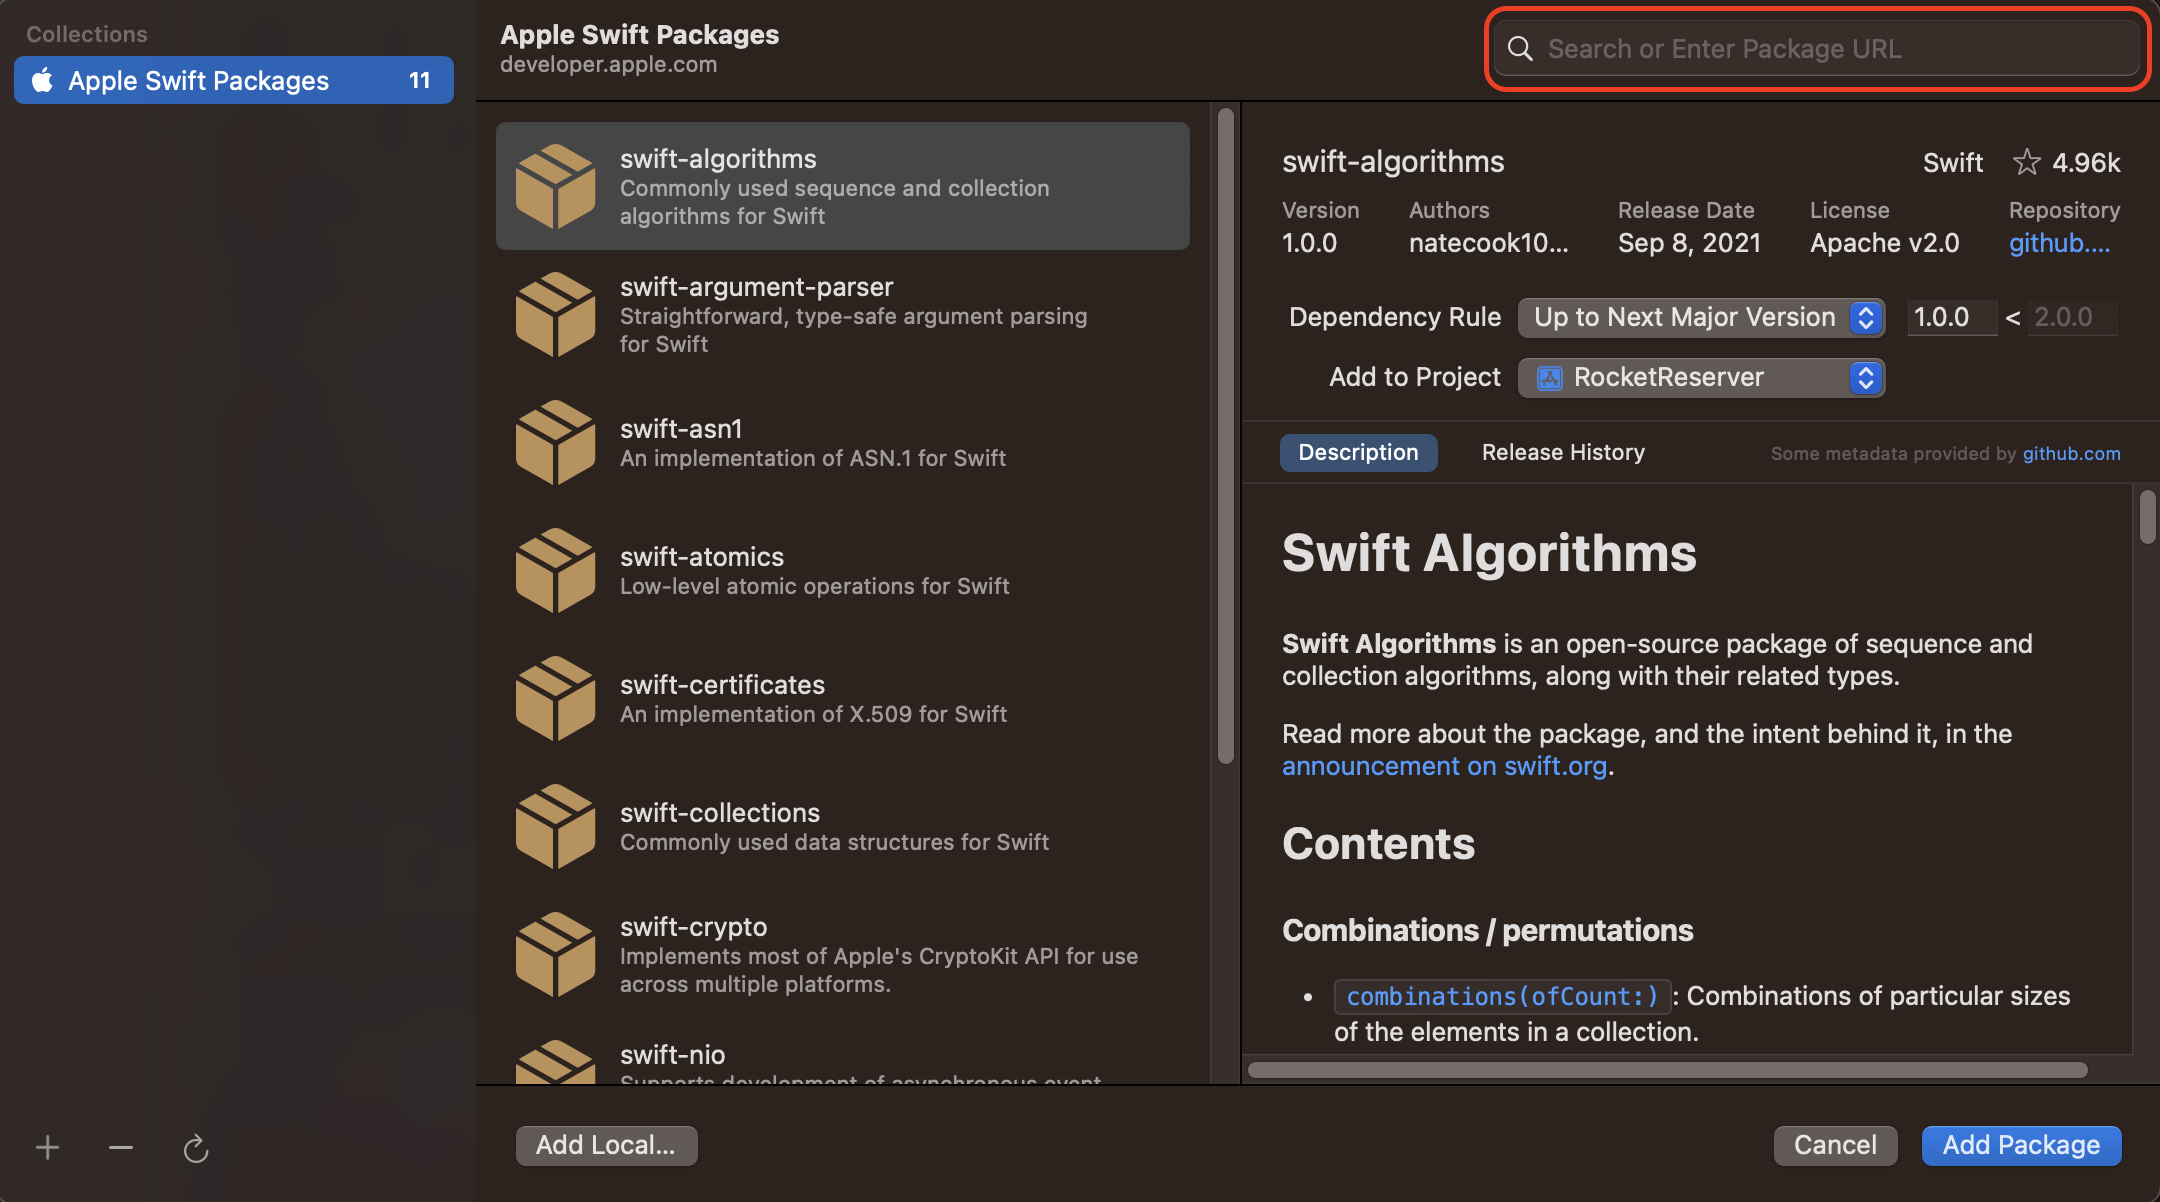 Collections
Apple Swift Packages 11
Apple Swift Packages
developer.apple.com
Search or Enter Package URL
swift-algorithms
Commonly used sequence and collection
algorithms for Swift
swift-argument-parser
Straightforward, type-safe argument parsing
for Swift
swift-asn1
An implementation of ASN.1 for Swift
swift-atomics
Low-level atomic operations for Swift
swift-certificates
An implementation of X.509 for Swift
swift-collections
Commonly used data structures for Swift
swift-crypto
Implements most of Apple's CryptoKit API for use
across multiple platforms.
swift-nio
Supports development of asynchronous event
swift-algorithms
Swift 4.96k
Version Authors Release Date License Repository
1.0.0 natecook10... Sep 8, 2021 Apache v2.0 github....
Dependency Rule Up to Next Major Version 1.0.0 < 2.0.0
Add to Project RocketReserver
Description Release History Some metadata provided by github.com
Swift Algorithms
Swift Algorithms is an open-source package of sequence and
collection algorithms, along with their related types.
Read more about the package, and the intent behind it, in the
announcement on swift.org.
Contents
Combinations / permutations
• combinations(ofCount:): Combinations of particular sizes
of the elements in a collection.
Add Local...
Cancel
Add Package